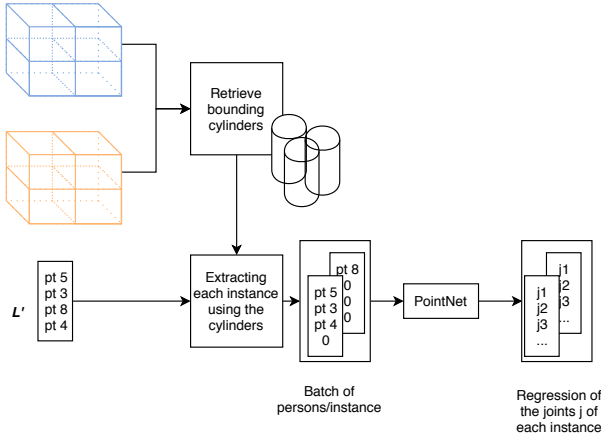 Retrieve
bounding
cylinders
L'
pt 5
pt 3
pt 8
pt 4
Extracting
each instance
using the
cylinders
pt 8
0
0
0
pt 5
pt 3
pt 4
0
Batch of
persons/instance
PointNet
j1
j2
j3
...
j1
j2
j3
...
Regression of
the joints j of
each instance